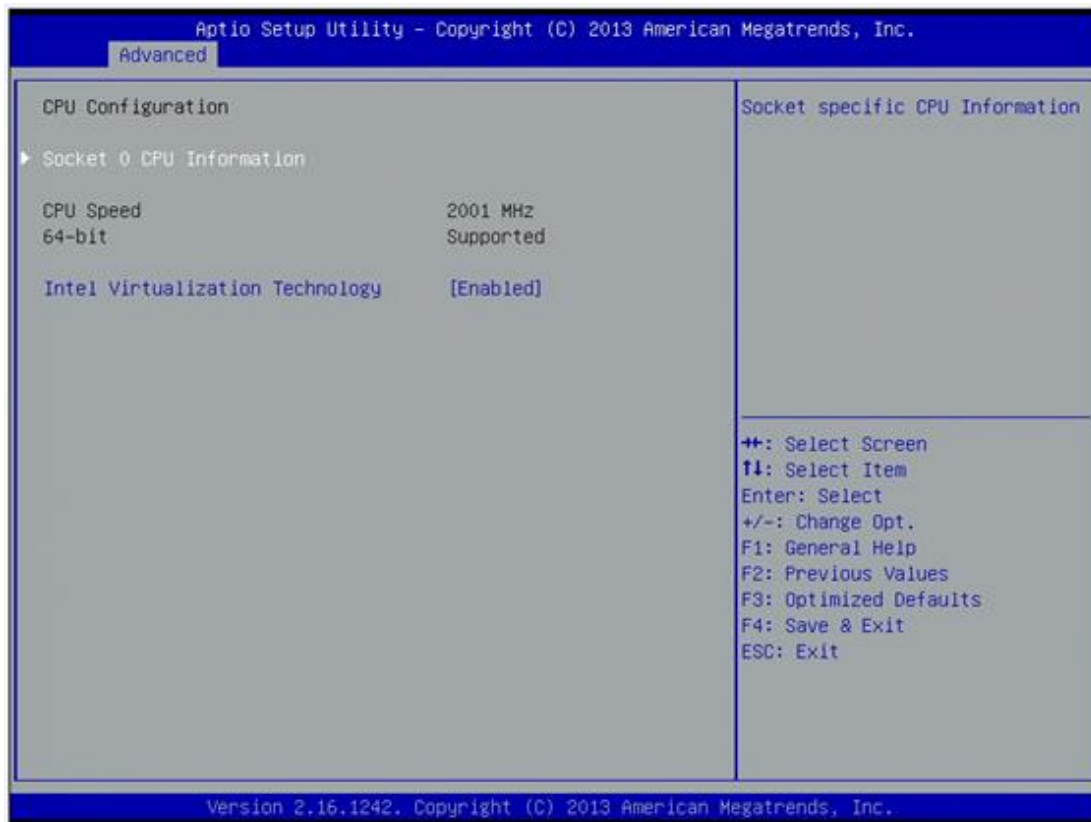 Aptio Setup Utility - Copyright (C) 2013 American Megatrends, Inc.
Advanced
CPU Configuration
Socket 0 CPU Information
CPU Speed 2001 MHz
64-bit Supported
Intel Virtualization Technology [Enabled]
Socket specific CPU Information
→←: Select Screen
↑↓: Select Item
Enter: Select
+/-: Change Opt.
F1: General Help
F2: Previous Values
F3: Optimized Defaults
F4: Save & Exit
ESC: Exit
Version 2.16.1242. Copyright (C) 2013 American Megatrends, Inc.